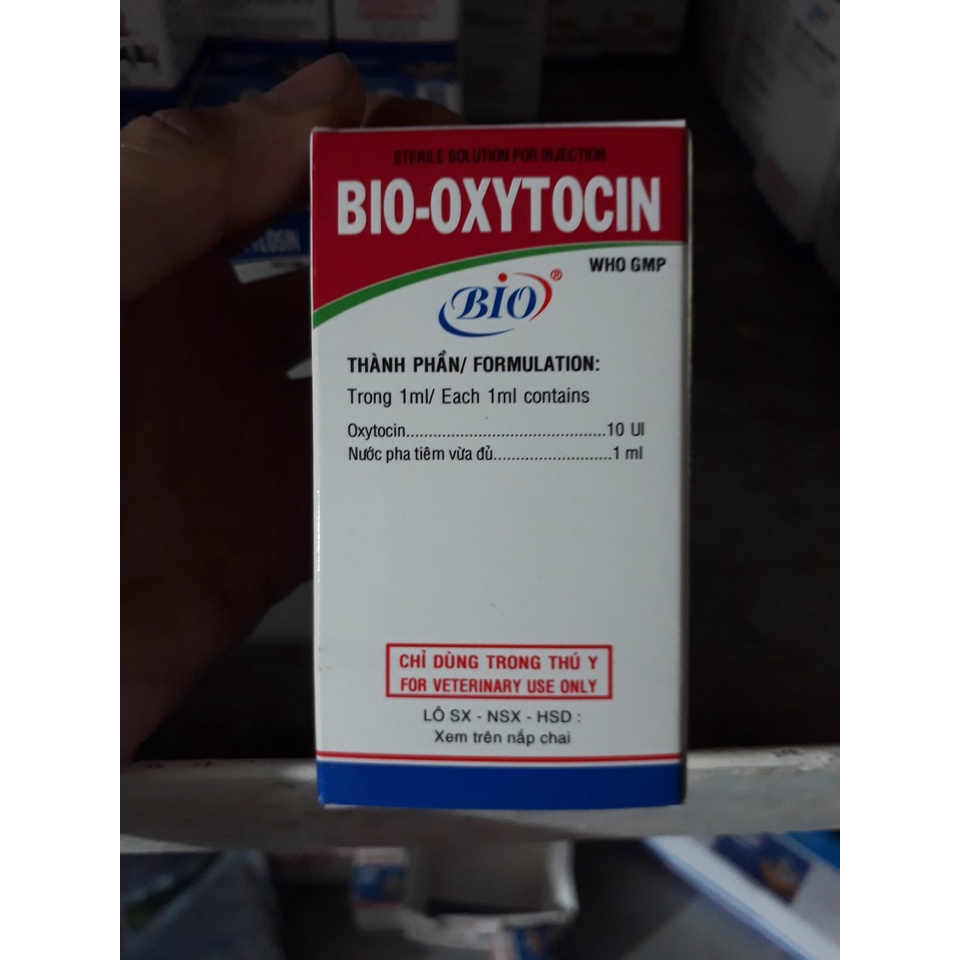 STERILE SOLUTION FOR INJECTION
BIO-OXYTOCIN
WHO GMP
BIO®
THÀNH PHẦN/ FORMULATION:
Trong 1ml/ Each 1ml contains
Oxytocin..........................................10 UI
Nước pha tiêm vừa đủ.........................1 ml
CHỈ DÙNG TRONG THÚ Y
FOR VETERINARY USE ONLY
LÔ SX - NSX - HSD :
Xem trên nắp chai